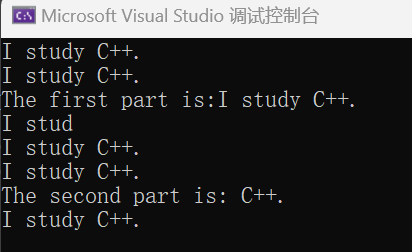 Microsoft Visual Studio 调试控制台
I study C++.
I study C++.
The first part is:I study C++.
I stud
I study C++.
I study C++.
The second part is: C++.
I study C++.